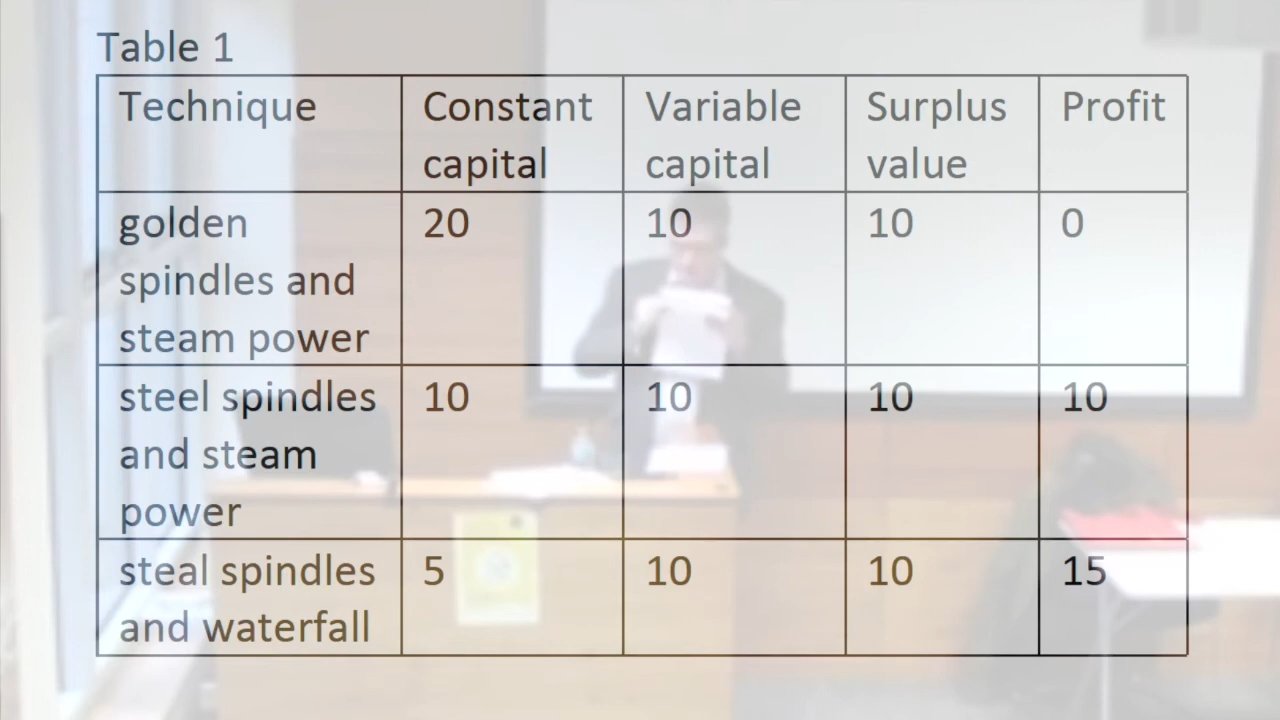 Table 1
Technique Constant capital Variable capital Surplus value Profit
golden spindles and steam power 20 10 10 0
steel spindles and steam power 10 10 10 10
steal spindles and waterfall 5 10 10 15